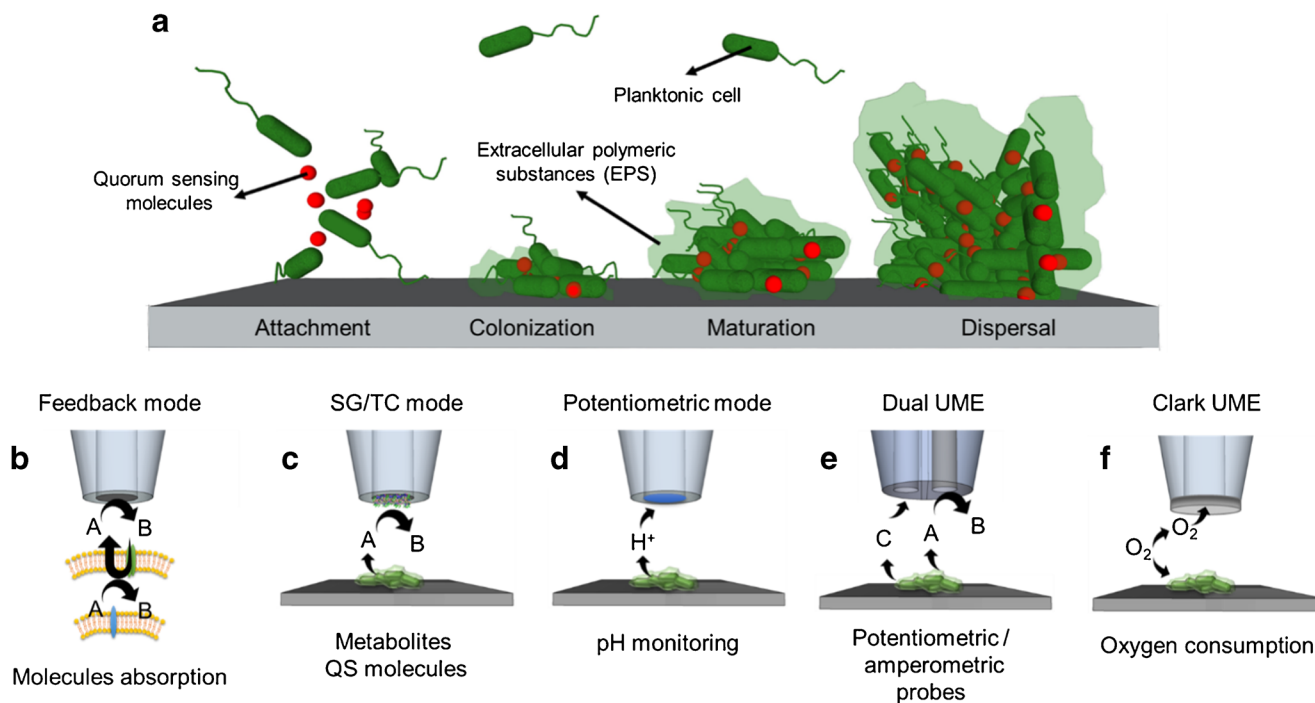 a
Planktonic cell
Extracellular polymeric
substances (EPS)
Quorum sensing
molecules
Attachment
Colonization
Maturation
Dispersal
Feedback mode
b
A
B
A
B
Molecules absorption
SG/TC mode
c
A
B
Metabolites
QS molecules
Potentiometric mode
d
H⁺
pH monitoring
Dual UME
e
C
A
B
Potentiometric /
amperometric
probes
Clark UME
f
O₂
O₂
Oxygen consumption